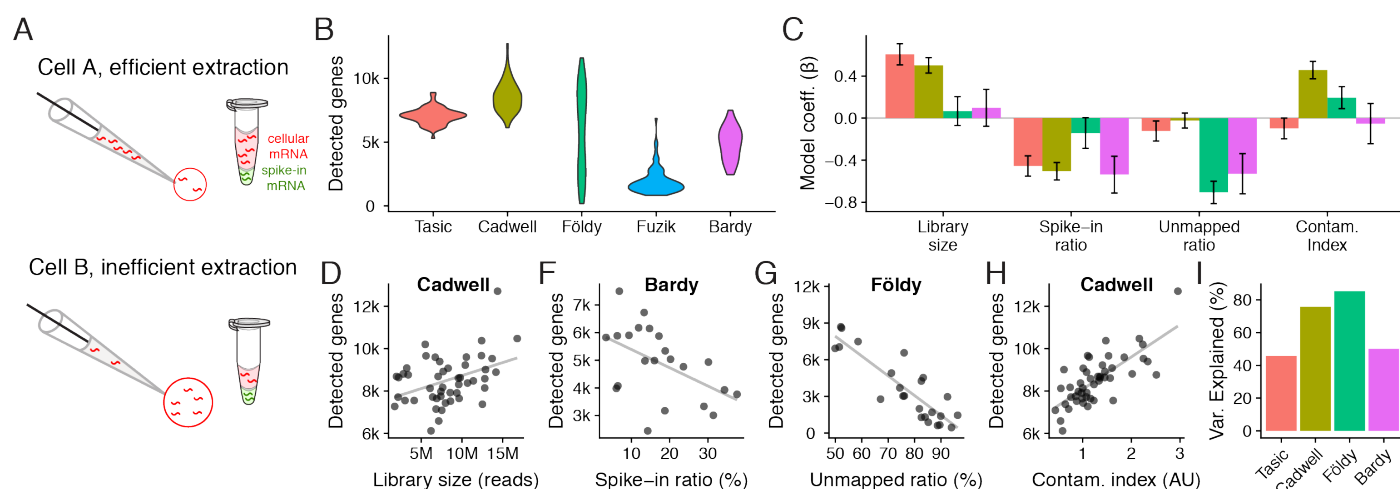 A
Cell A, efficient extraction
cellular
mRNA
spike-in
mRNA
Cell B, inefficient extraction
B
Detected genes
10k
5k
0
Tasic
Cadwell
Földy
Fuzik
Bardy
C
Model coeff. (β)
0.4
0.0
−0.4
−0.8
Library
size
Spike−in
ratio
Unmapped
ratio
Contam.
Index
D
Cadwell
Detected genes
12k
10k
8k
6k
5M
10M
15M
Library size (reads)
F
Bardy
Detected genes
7k
6k
5k
4k
3k
10
20
30
Spike−in ratio (%)
G
Földy
Detected genes
12k
9k
6k
3k
0
50
60
70
80
90
Unmapped ratio (%)
H
Cadwell
Detected genes
12k
10k
8k
6k
1
2
3
Contam. index (AU)
I
Var. Explained (%)
80
60
40
20
0
Tasic
Cadwell
Földy
Bardy